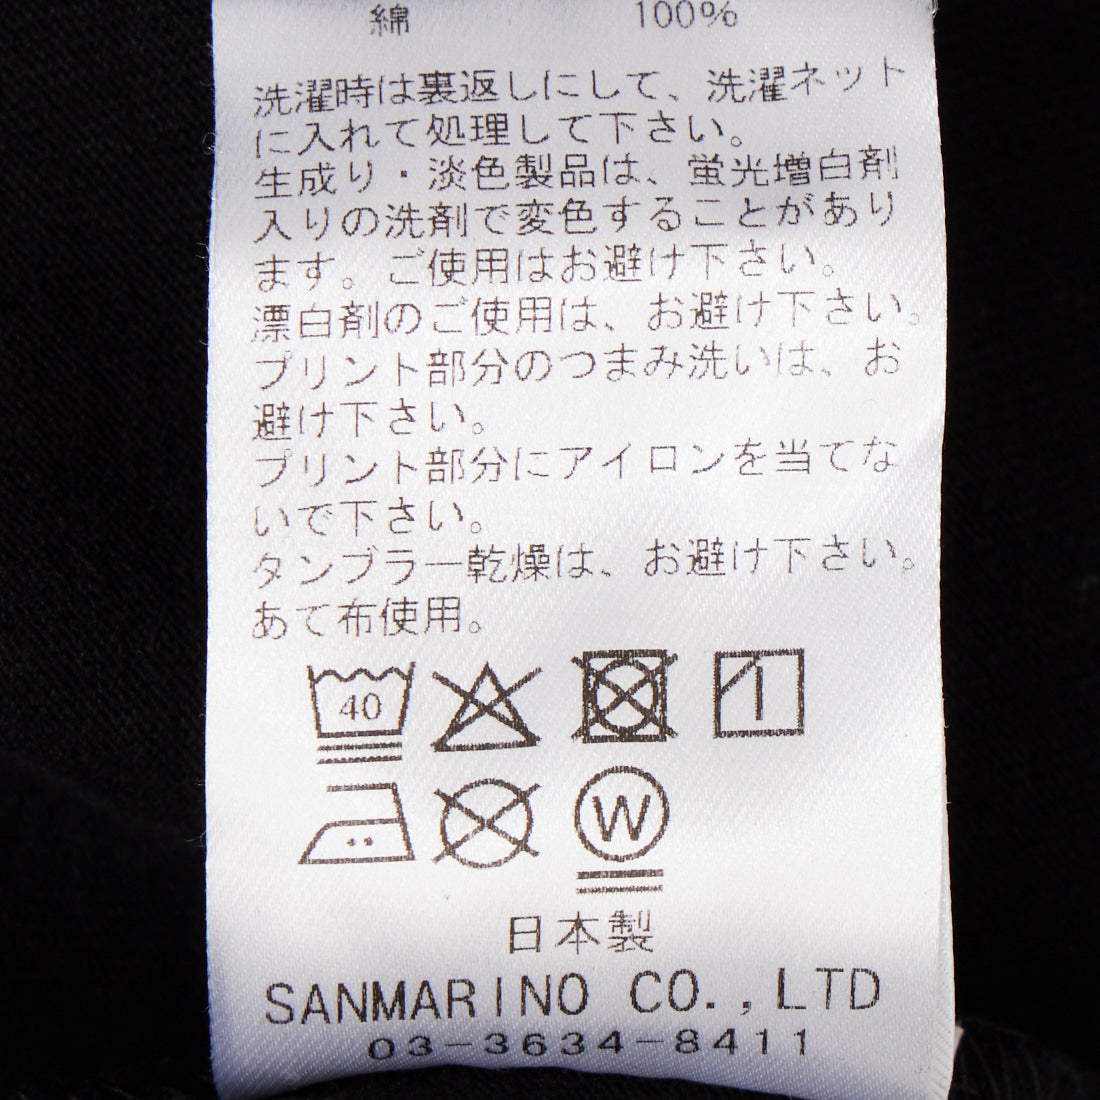 綿 100%
洗濯時は裏返しにして、洗濯ネット
に入れて処理して下さい。
生成り・淡色製品は、蛍光増白剤
入りの洗剤で変色することがあり
ます。ご使用はお避け下さい。
漂白剤のご使用は、お避け下さい。
プリント部分のつまみ洗いは、お
避け下さい。
プリント部分にアイロンを当てな
いで下さい。
タンブラー乾燥は、お避け下さい。
あて布使用。
40
W
日本製
SANMARINO CO.,LTD
03-3634-8411